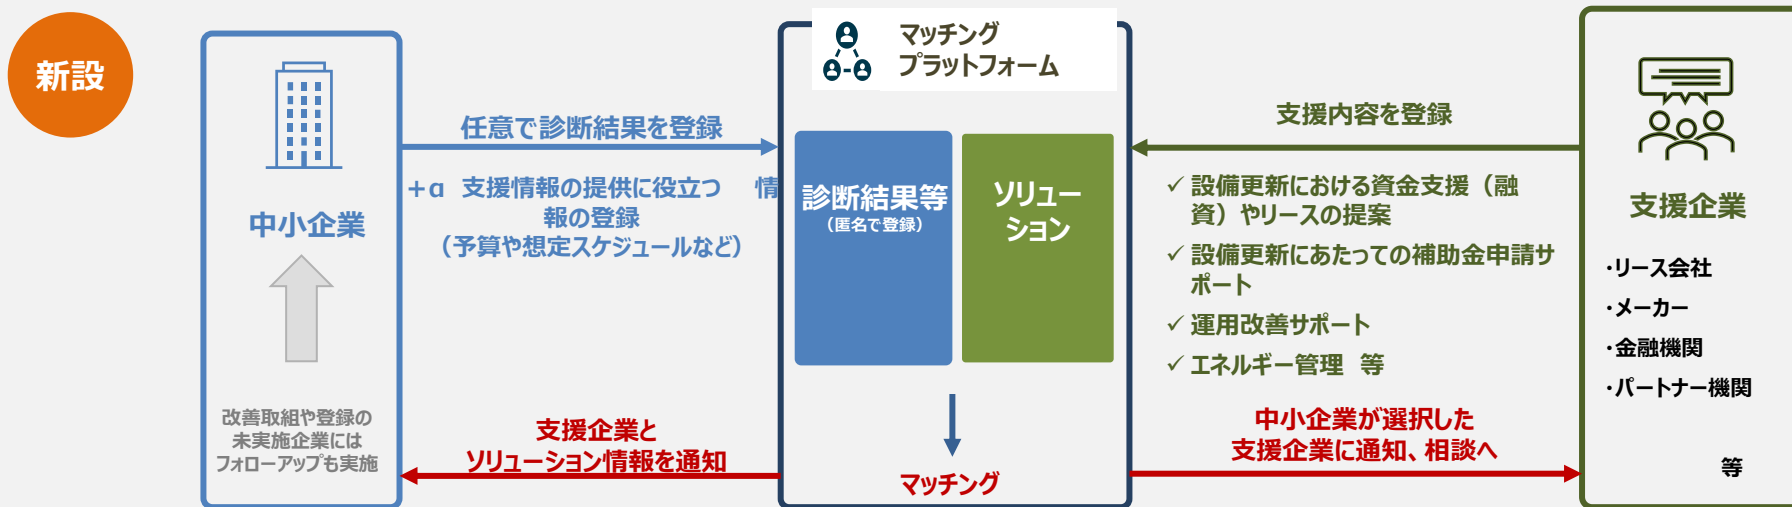 新設
中小企業
改善取組や登録の
未実施企業には
フォローアップも実施
任意で診断結果を登録
+α 支援情報の提供に役立つ 情
報の登録
(予算や想定スケジュールなど)
支援企業と
ソリューション情報を通知
マッチング
プラットフォーム
診断結果等
(匿名で登録)
ソリュー
ション
マッチング
支援内容を登録
✓ 設備更新における資金支援(融
資)やリースの提案
✓ 設備更新にあたっての補助金申請サ
ポート
✓ 運用改善サポート
✓ エネルギー管理 等
中小企業が選択した
支援企業に通知、相談へ
支援企業
・リース会社
・メーカー
・金融機関
・パートナー機関
等